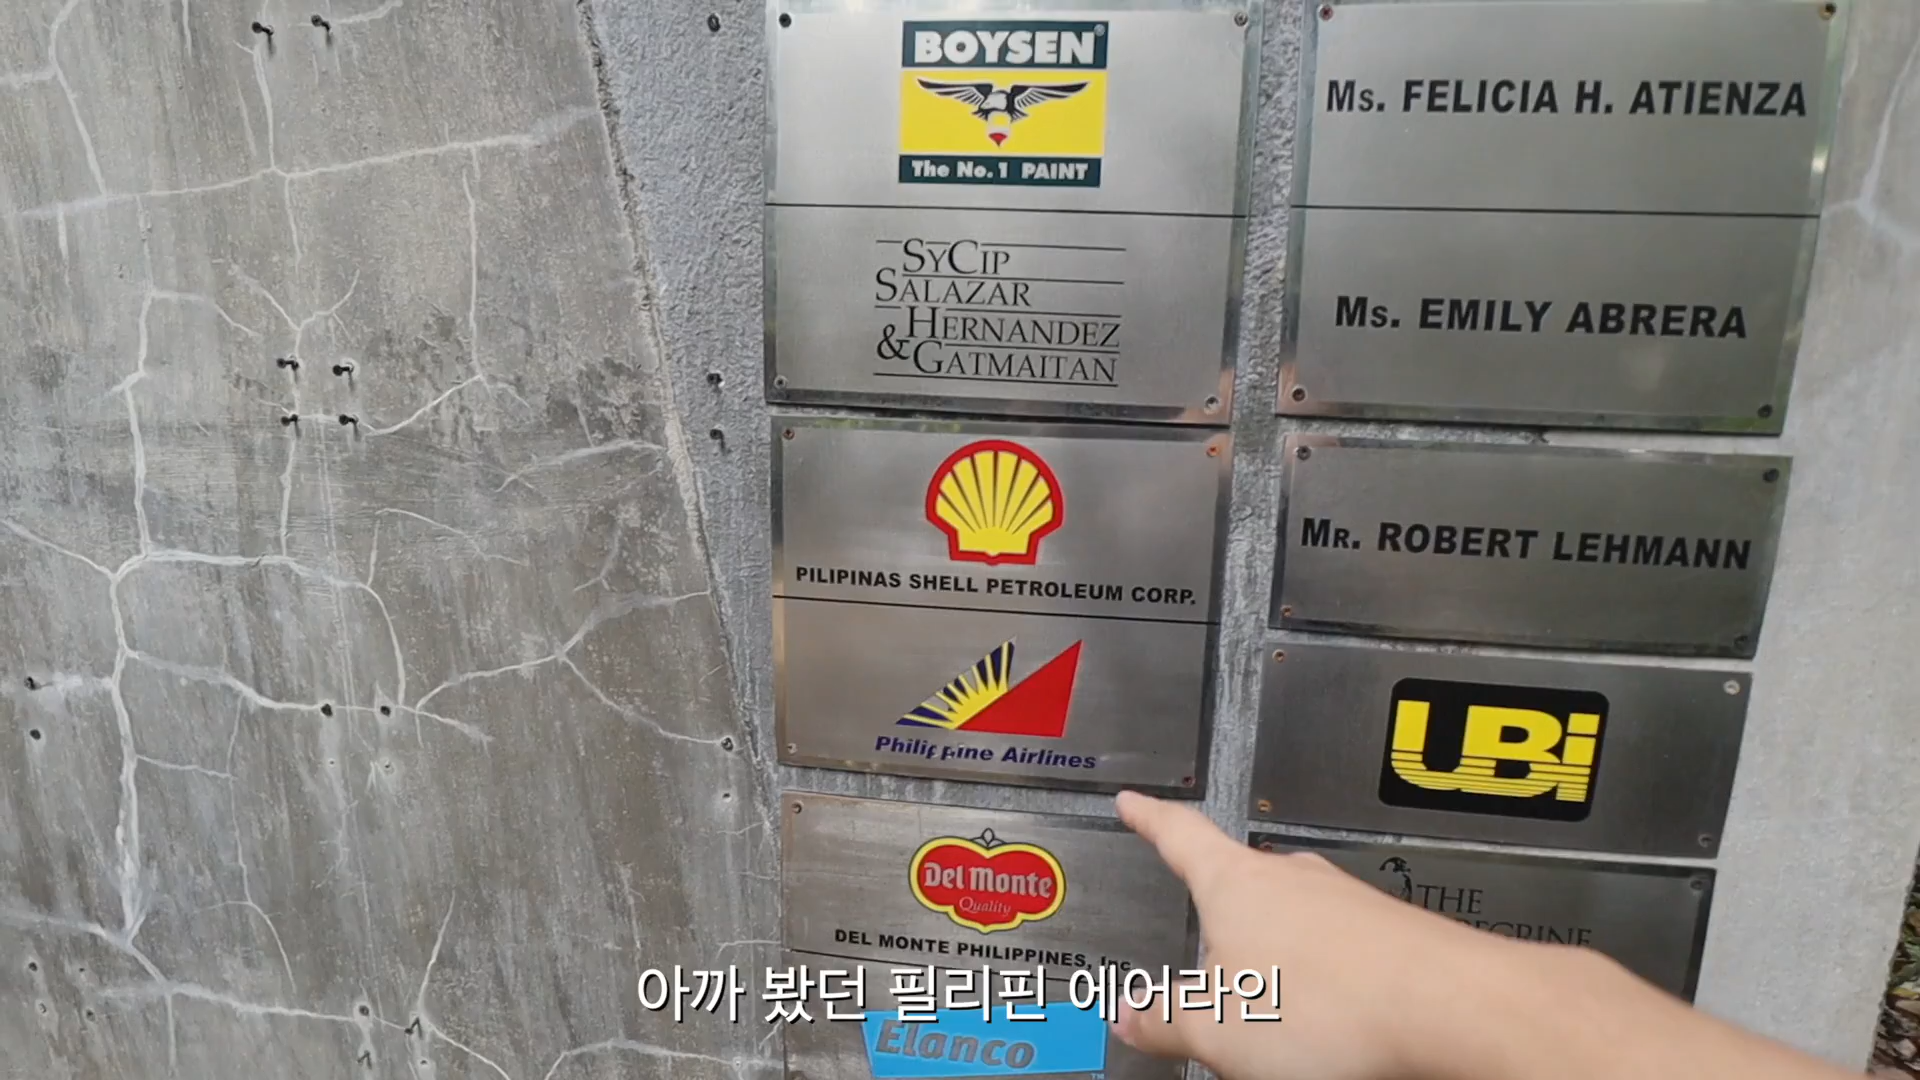 BOYSEN®
The No.1 PAINT
SYCIP
SALAZAR
HERNANDEZ
& GATMAITAN
PILIPINAS SHELL PETROLEUM CORP.
Philippine Airlines
Del Monte
Quality
DEL MONTE PHILIPPINES, Inc.
Elanco™
Ms. FELICIA H. ATIENZA
Ms. EMILY ABRERA
MR. ROBERT LEHMANN
UBi
THE
아까 봤던 필리핀 에어라인